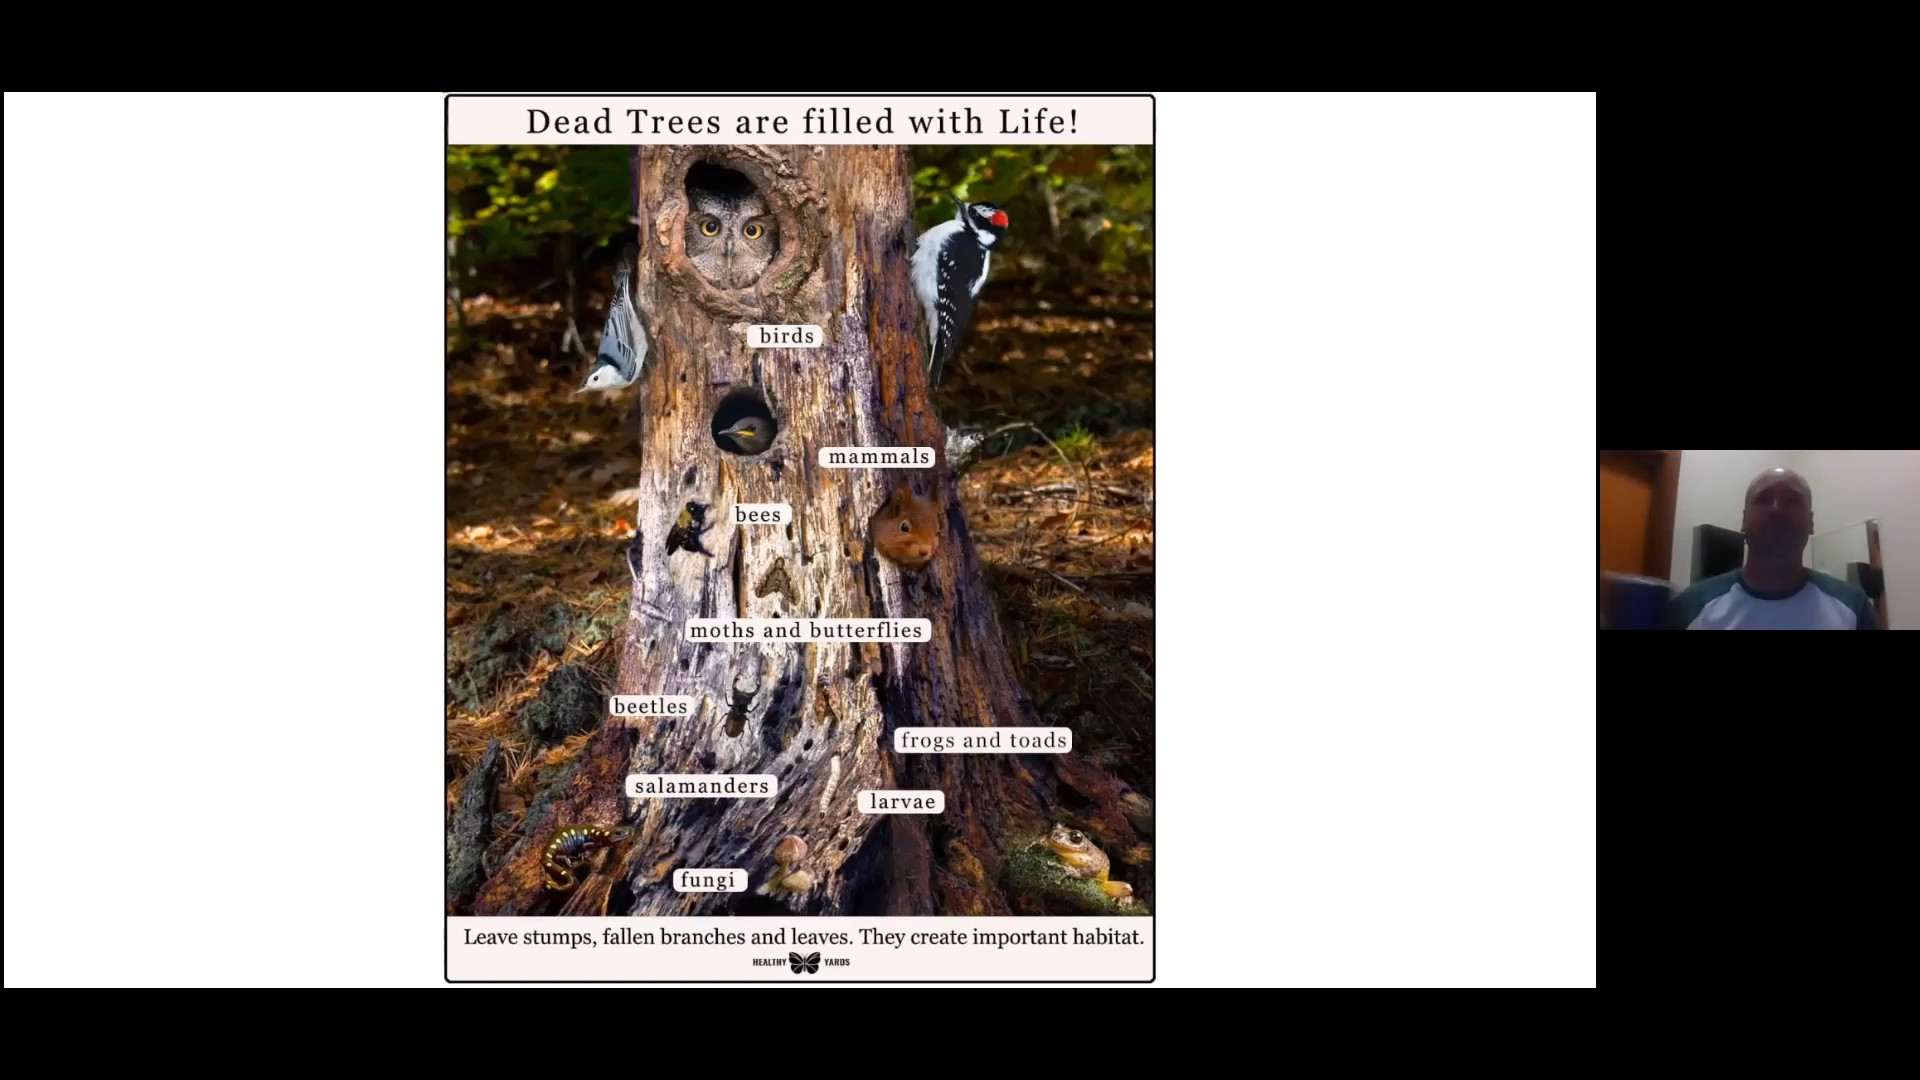 Dead Trees are filled with Life!
birds
mammals
bees
moths and butterflies
beetles
frogs and toads
salamanders
larvae
fungi
Leave stumps, fallen branches and leaves. They create important habitat.
HEALTHY YARDS